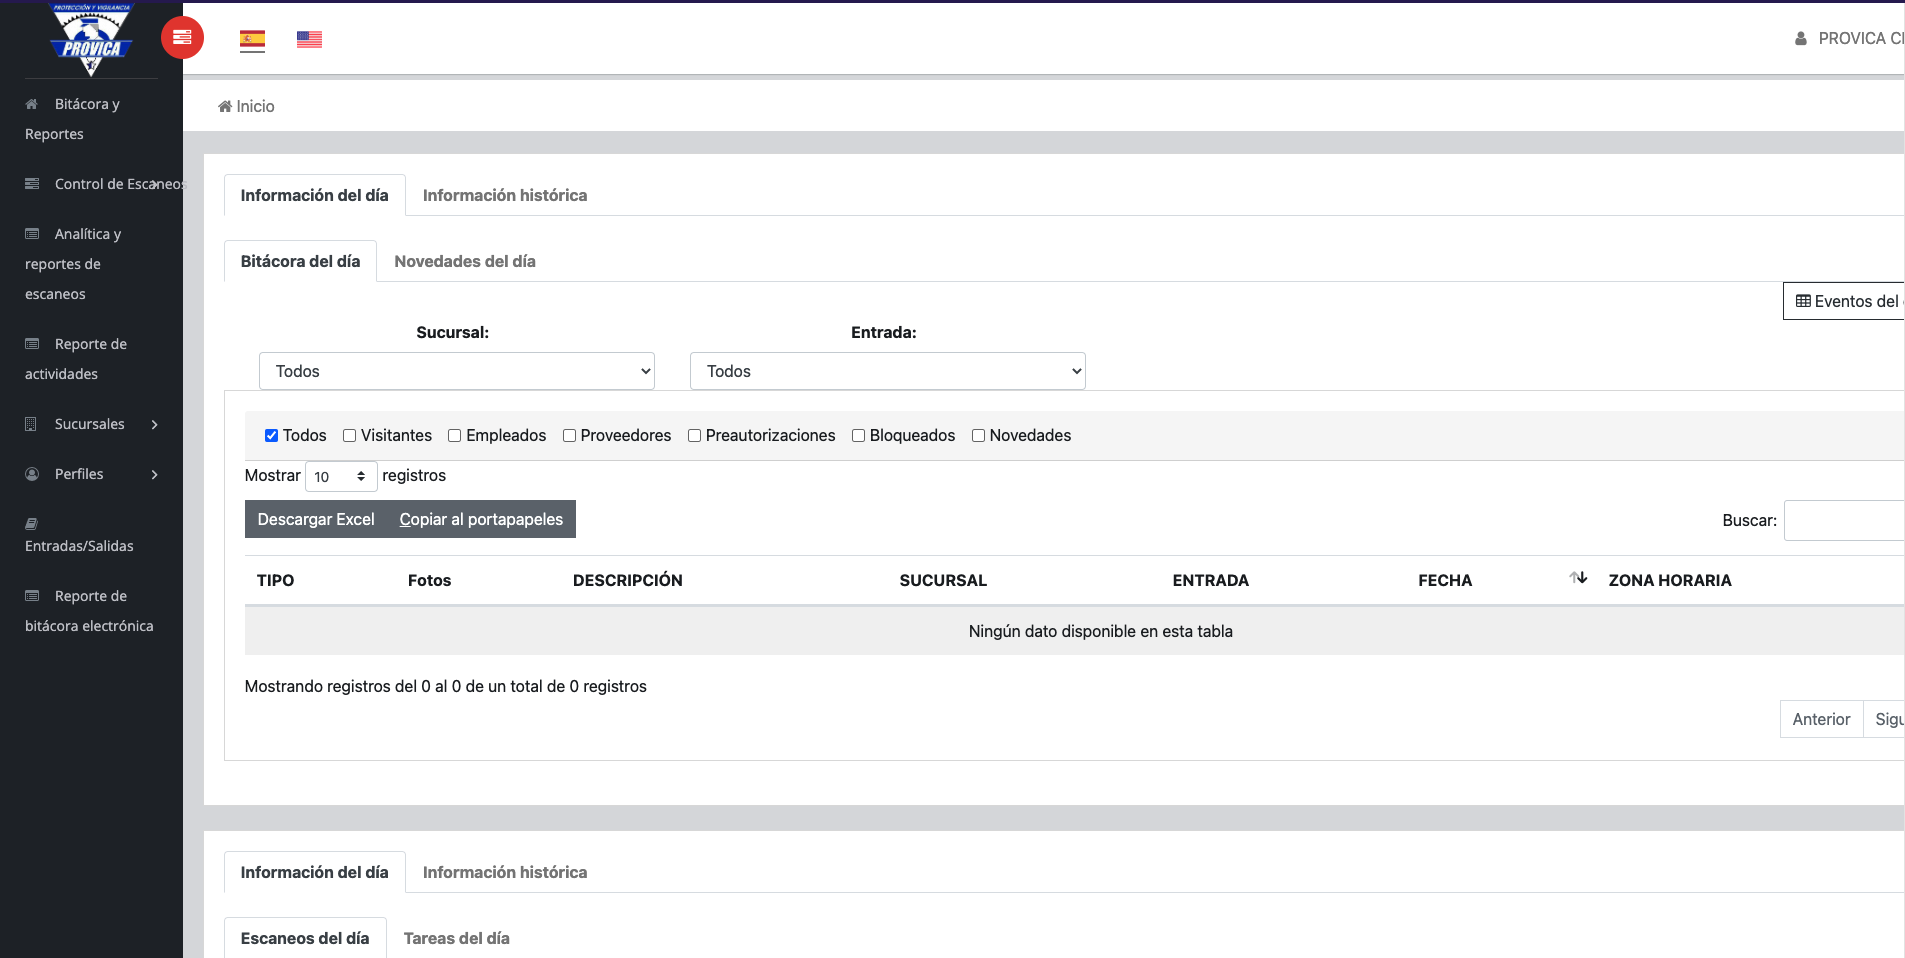 PROTECCIÓN Y VIGILANCIA
PROVICA
PROVICA
Inicio
Bitácora y
Reportes
Control de Escaneos
Analítica y
reportes de
escaneos
Reporte de
actividades
Sucursales
Perfiles
Entradas/Salidas
Reporte de
bitácora electrónica
Información del día Información histórica
Bitácora del día Novedades del día
Eventos del
Sucursal: Entrada:
Todos Todos
Todos Visitantes Empleados Proveedores Preautorizaciones Bloqueados Novedades
Mostrar 10 registros
Descargar Excel Copiar al portapapeles
Buscar:
TIPO Fotos DESCRIPCIÓN SUCURSAL ENTRADA FECHA ZONA HORARIA
Ningún dato disponible en esta tabla
Mostrando registros del 0 al 0 de un total de 0 registros
Anterior
Información del día Información histórica
Escaneos del día Tareas del día